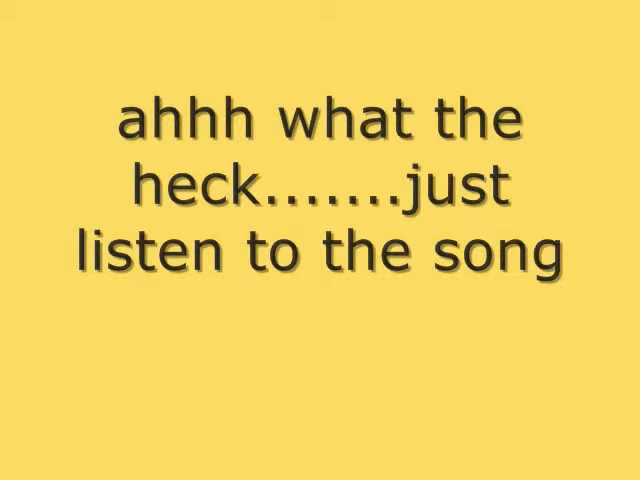 ahhh what the
heck.......just
listen to the song